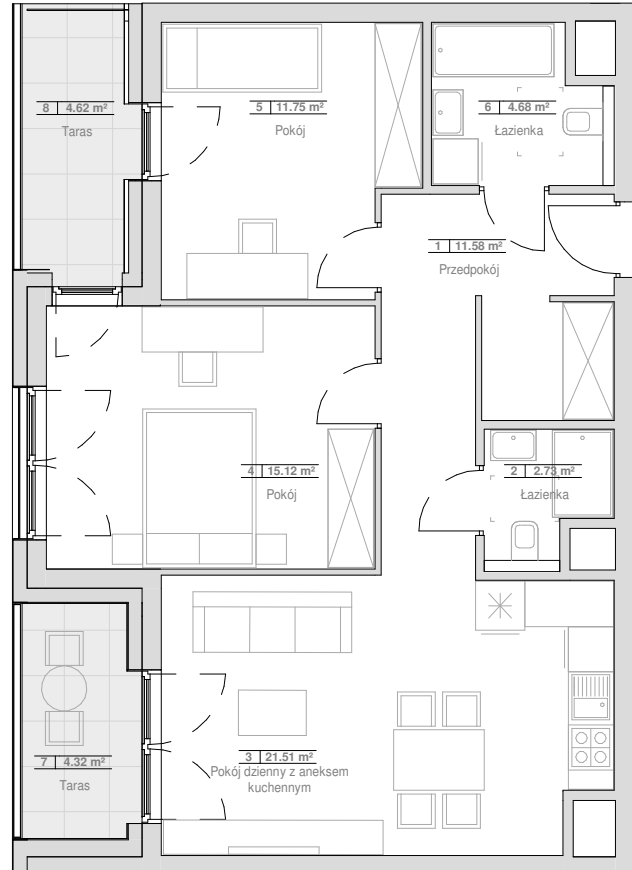 8 4.62 m²
Taras
5 11.75 m²
Pokój
6 4.68 m²
Łazienka
1 11.58 m²
Przedpokój
4 15.12 m²
Pokój
2 2.73 m²
Łazienka
3 21.51 m²
Pokój dzienny z aneksem
kuchennym
7 4.32 m²
Taras